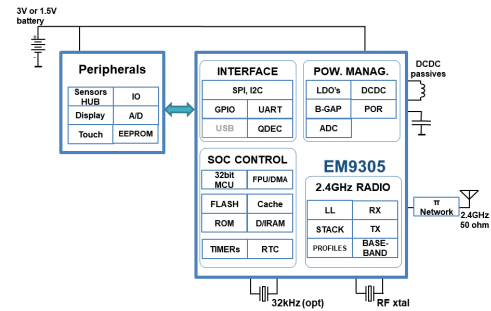 3V or 1.5V
battery
Peripherals
Sensors
HUB
IO
Display
A/D
Touch
EEPROM
INTERFACE
SPI, I2C
GPIO
UART
USB
QDEC
POW. MANAG.
LDO's
DCDC
B-GAP
POR
ADC
DCDC
passives
SOC CONTROL
32bit
MCU
FPU/DMA
FLASH
Cache
ROM
D/IRAM
TIMERs
RTC
EM9305
2.4GHz RADIO
LL
RX
STACK
TX
PROFILES
BASE-
BAND
π
Network
2.4GHz
50 ohm
32kHz (opt)
RF xtal